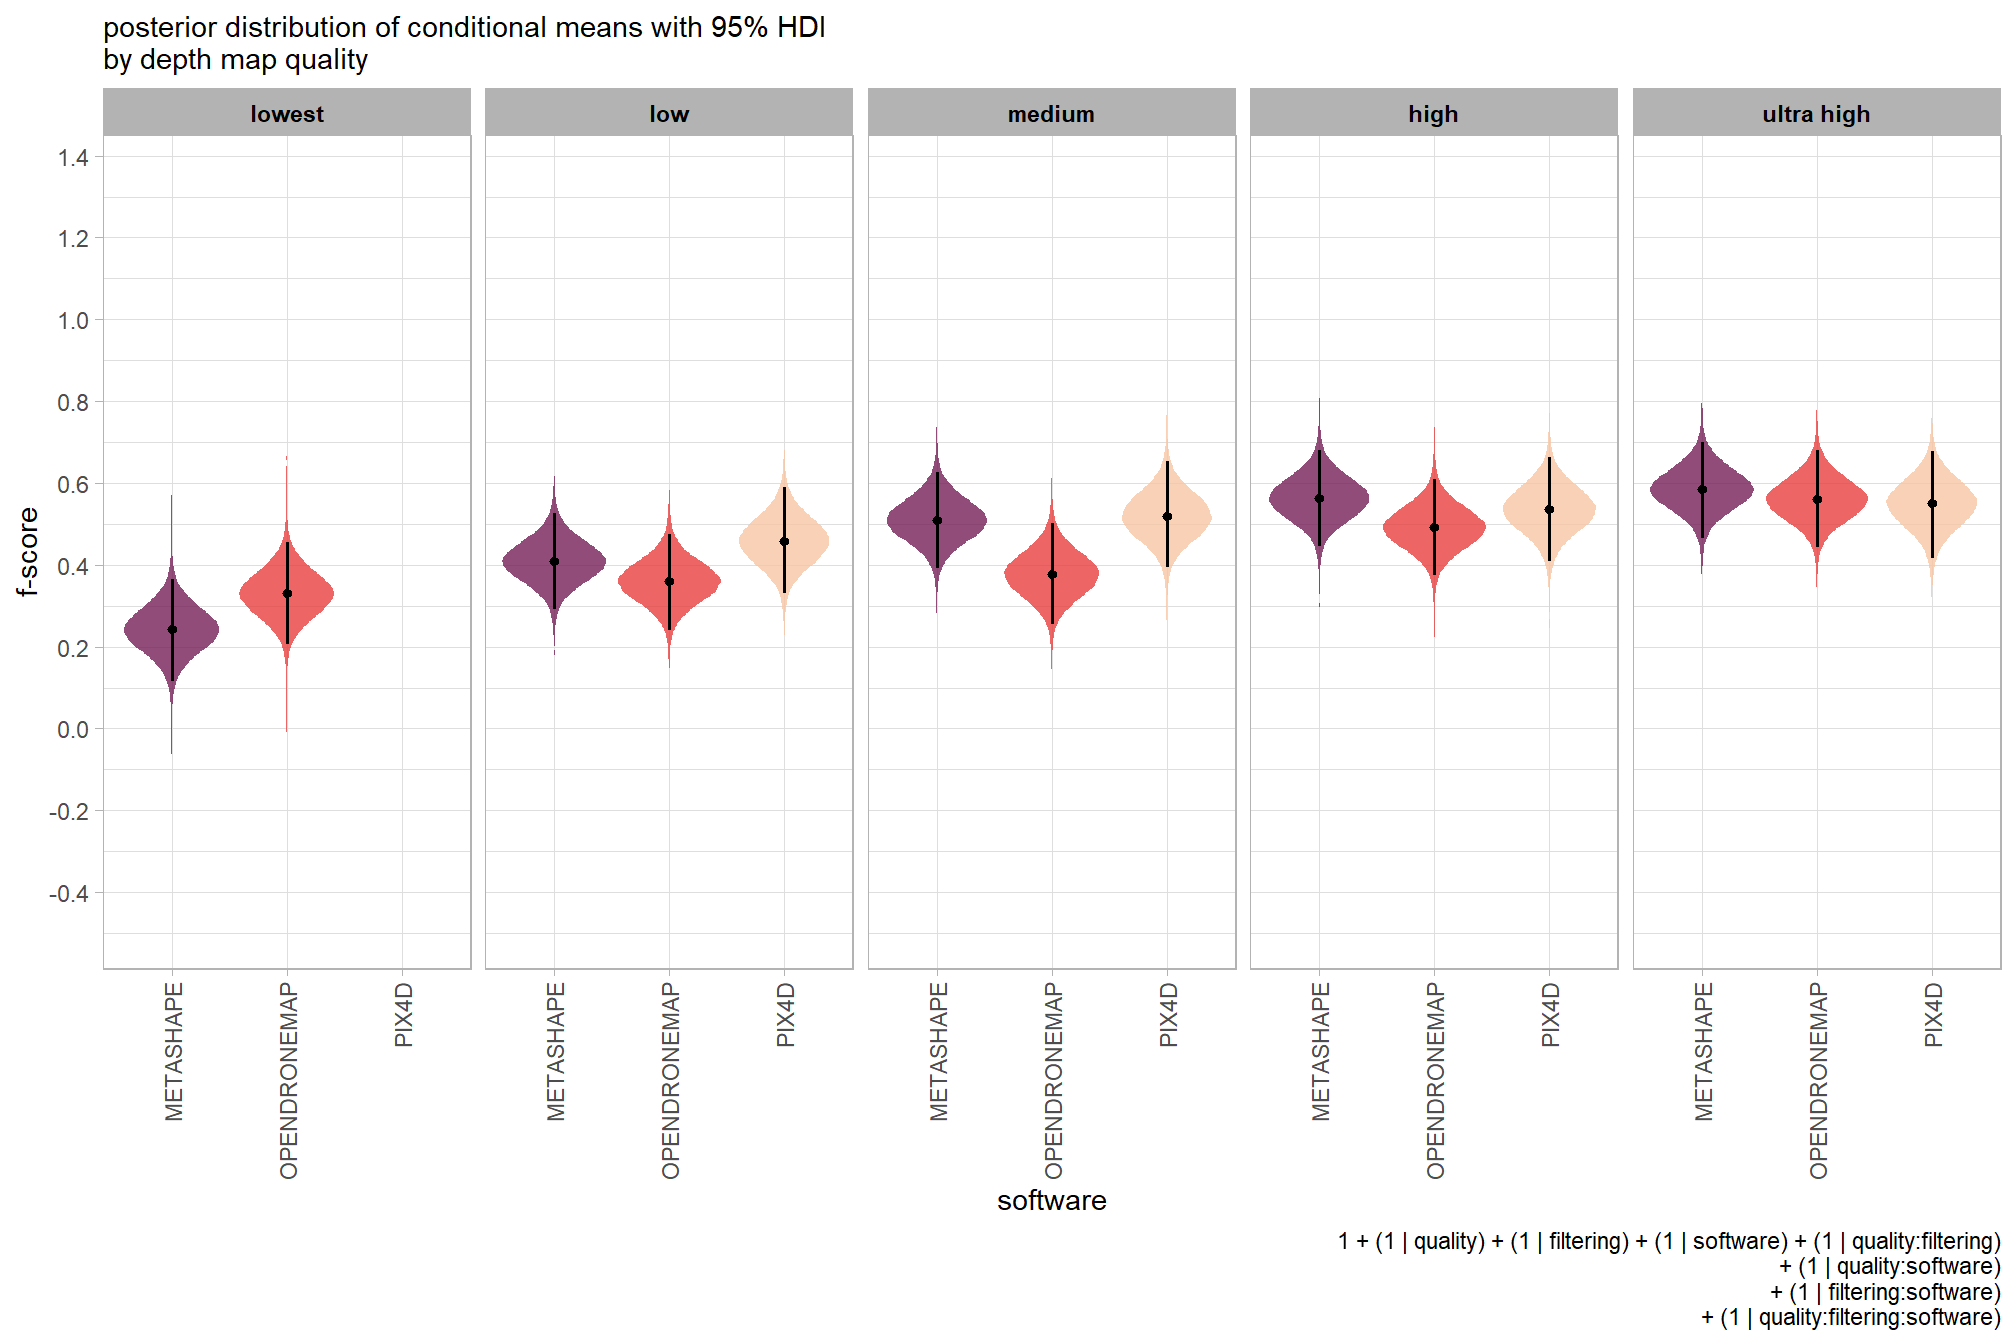 posterior distribution of conditional means with 95% HDI
by depth map quality
lowest
low
medium
high
ultra high
f-score
1.4
1.2
1.0
0.8
0.6
0.4
0.2
0.0
-0.2
-0.4
METASHAPE
OPENDRONEMAP
PIX4D
METASHAPE
OPENDRONEMAP
PIX4D
METASHAPE
OPENDRONEMAP
PIX4D
METASHAPE
OPENDRONEMAP
PIX4D
METASHAPE
OPENDRONEMAP
PIX4D
software
1 + (1 | quality) + (1 | filtering) + (1 | software) + (1 | quality:filtering)
+ (1 | quality:software)
+ (1 | filtering:software)
+ (1 | quality:filtering:software)